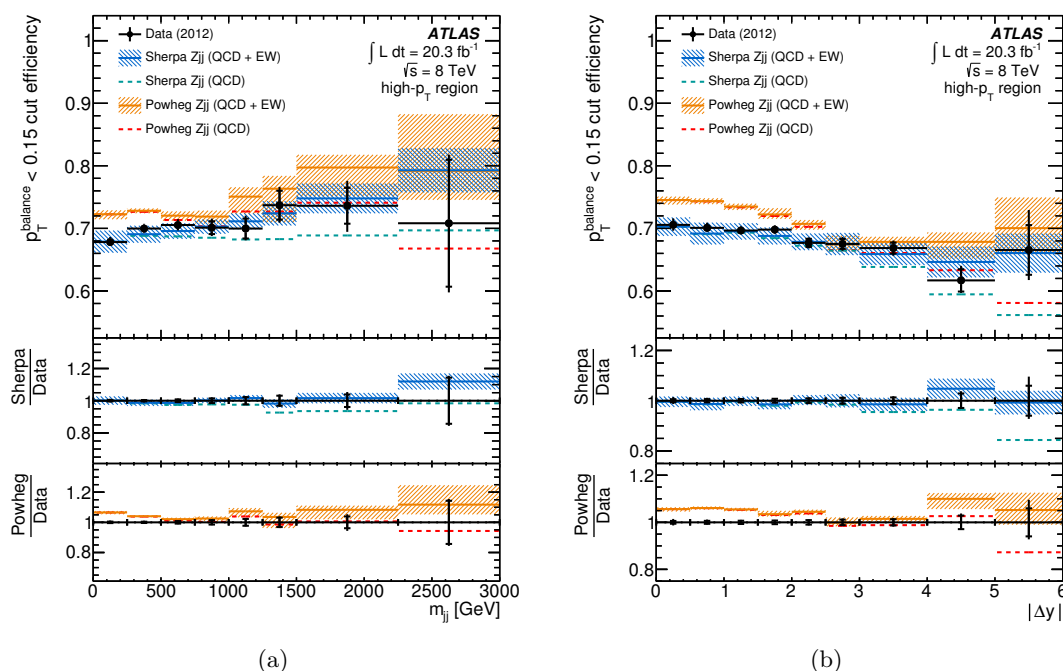 ATLAS
∫ L dt = 20.3 fb⁻¹
√s = 8 TeV
high-p_T region
Data (2012)
Sherpa Zjj (QCD + EW)
Sherpa Zjj (QCD)
Powheg Zjj (QCD + EW)
Powheg Zjj (QCD)
p_T^balance < 0.15 cut efficiency
1
0.9
0.8
0.7
0.6
Sherpa
Data
1.2
1
0.8
Powheg
Data
1.2
1
0.8
0 500 1000 1500 2000 2500 3000
m_jj [GeV]
(a)
ATLAS
∫ L dt = 20.3 fb⁻¹
√s = 8 TeV
high-p_T region
Data (2012)
Sherpa Zjj (QCD + EW)
Sherpa Zjj (QCD)
Powheg Zjj (QCD + EW)
Powheg Zjj (QCD)
p_T^balance < 0.15 cut efficiency
1
0.9
0.8
0.7
0.6
Sherpa
Data
1.2
1
0.8
Powheg
Data
1.2
1
0.8
0 1 2 3 4 5 6
|Δy|
(b)